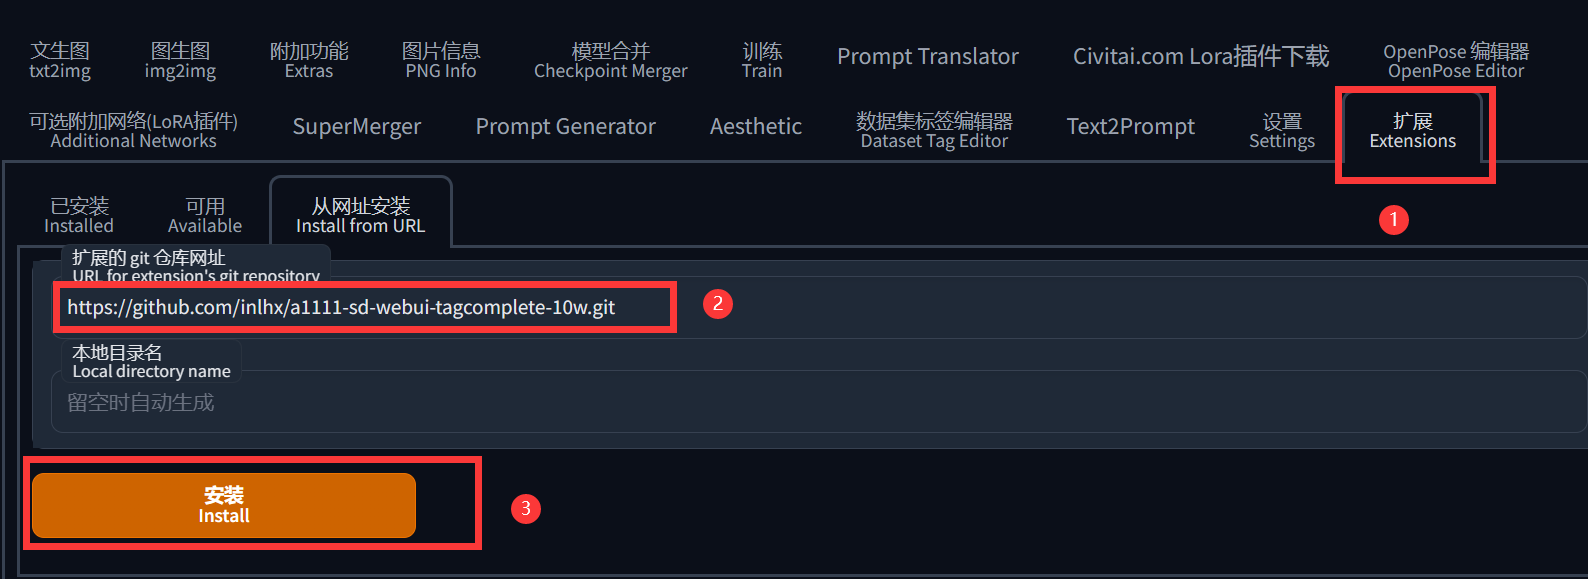 文生图
txt2img
图生图
img2img
附加功能
Extras
图片信息
PNG Info
模型合并
Checkpoint Merger
训练
Train
Prompt Translator
Civitai.com Lora插件下载
OpenPose 编辑器
OpenPose Editor
可选附加网络(LoRA插件)
Additional Networks
SuperMerger
Prompt Generator
Aesthetic
数据集标签编辑器
Dataset Tag Editor
Text2Prompt
设置
Settings
扩展
Extensions
1
已安装
Installed
可用
Available
从网址安装
Install from URL
扩展的 git 仓库网址
URL for extension's git repository
https://github.com/inlhx/a1111-sd-webui-tagcomplete-10w.git
2
本地目录名
Local directory name
留空时自动生成
安装
Install
3